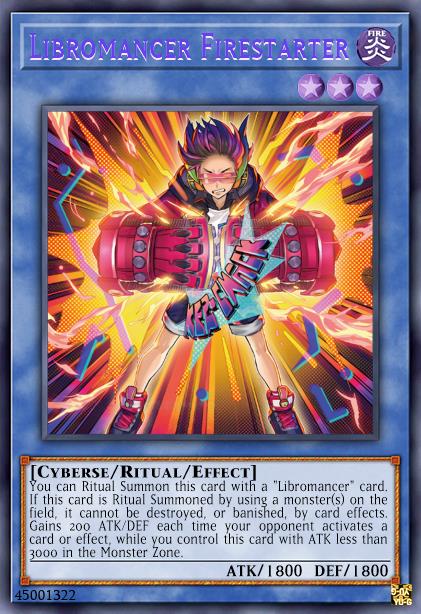 LIBROMANCER FIRESTARTER
FIRE
炎
[CYBERSE/RITUAL/EFFECT]
You can Ritual Summon this card with a "Libromancer" card.
If this card is Ritual Summoned by using a monster(s) on the
field, it cannot be destroyed, or banished, by card effects.
Gains 200 ATK/DEF each time your opponent activates a
card or effect, while you control this card with ATK less than
3000 in the Monster Zone.
ATK/1800 DEF/1800
45001322